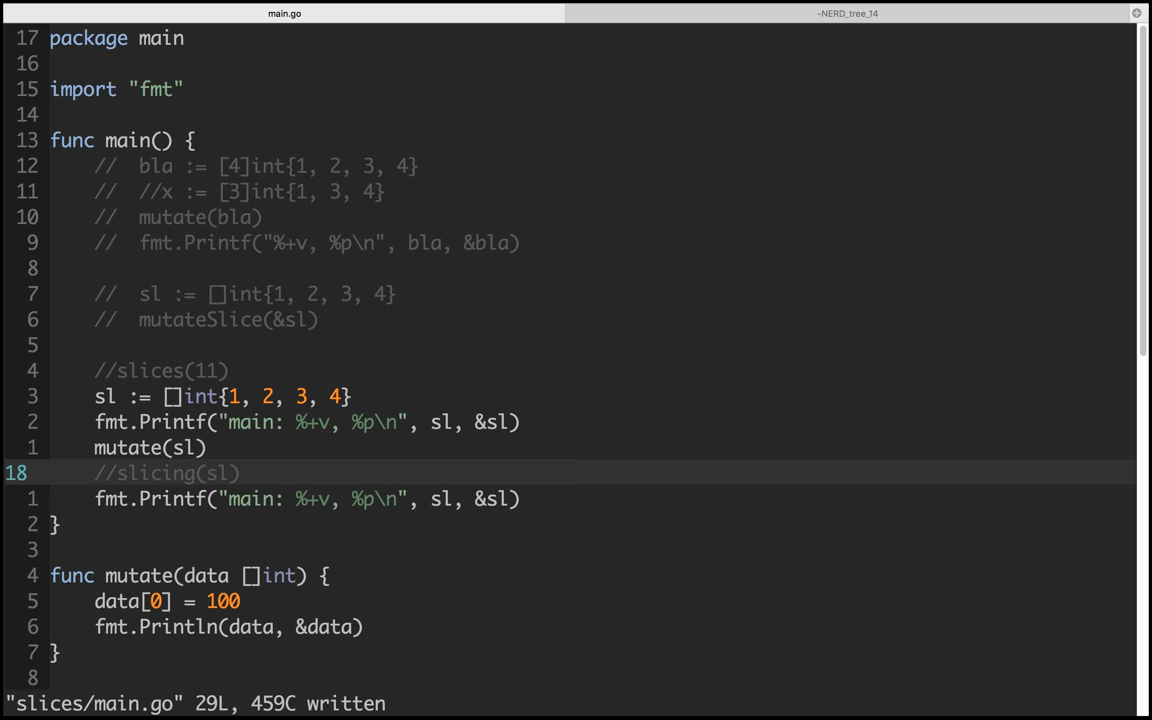 main.go
~NERD_tree_14
17 package main
16
15 import "fmt"
14
13 func main() {
12 // bla := [4]int{1, 2, 3, 4}
11 // //x := [3]int{1, 3, 4}
10 // mutate(bla)
9 // fmt.Printf("%+v, %p\n", bla, &bla)
8
7 // sl := []int{1, 2, 3, 4}
6 // mutateSlice(&sl)
5
4 //slices(11)
3 sl := []int{1, 2, 3, 4}
2 fmt.Printf("main: %+v, %p\n", sl, &sl)
1 mutate(sl)
18 //slicing(sl)
1 fmt.Printf("main: %+v, %p\n", sl, &sl)
2 }
3
4 func mutate(data []int) {
5 data[0] = 100
6 fmt.Println(data, &data)
7 }
8
"slices/main.go" 29L, 459C written